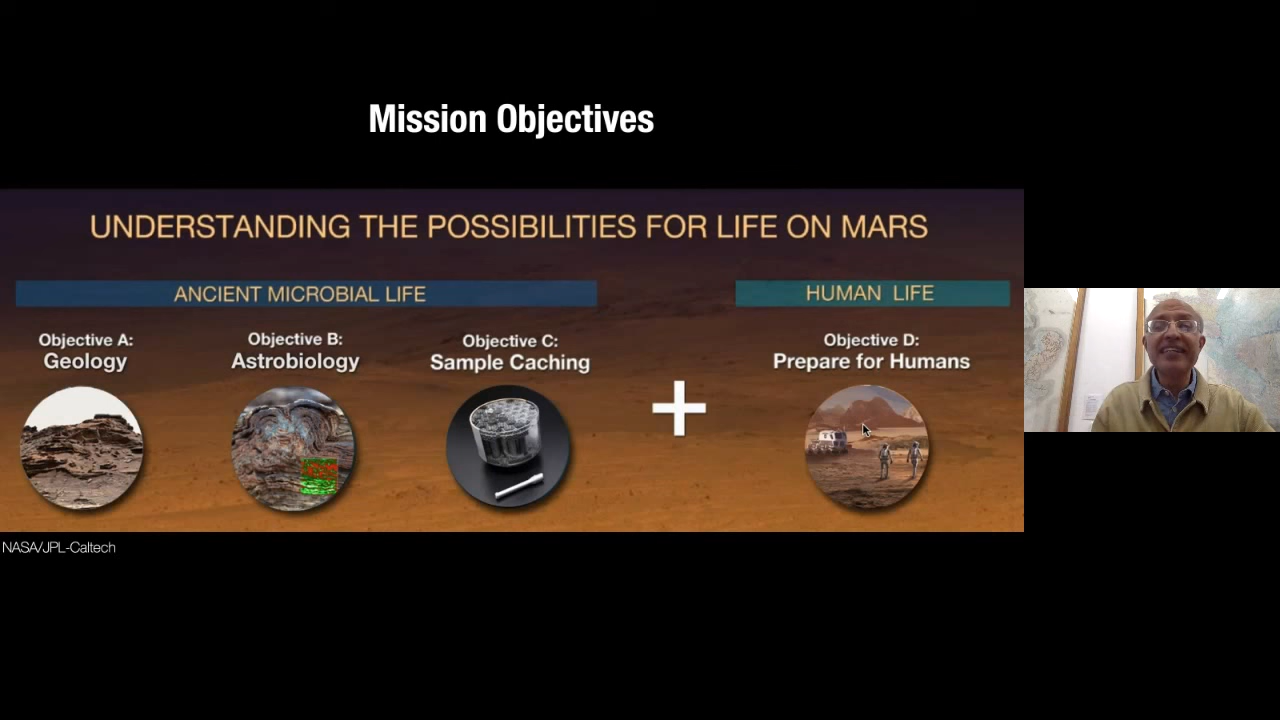 Mission Objectives
UNDERSTANDING THE POSSIBILITIES FOR LIFE ON MARS
ANCIENT MICROBIAL LIFE
HUMAN LIFE
Objective A:
Geology
Objective B:
Astrobiology
Objective C:
Sample Caching
Objective D:
Prepare for Humans
NASA/JPL-Caltech